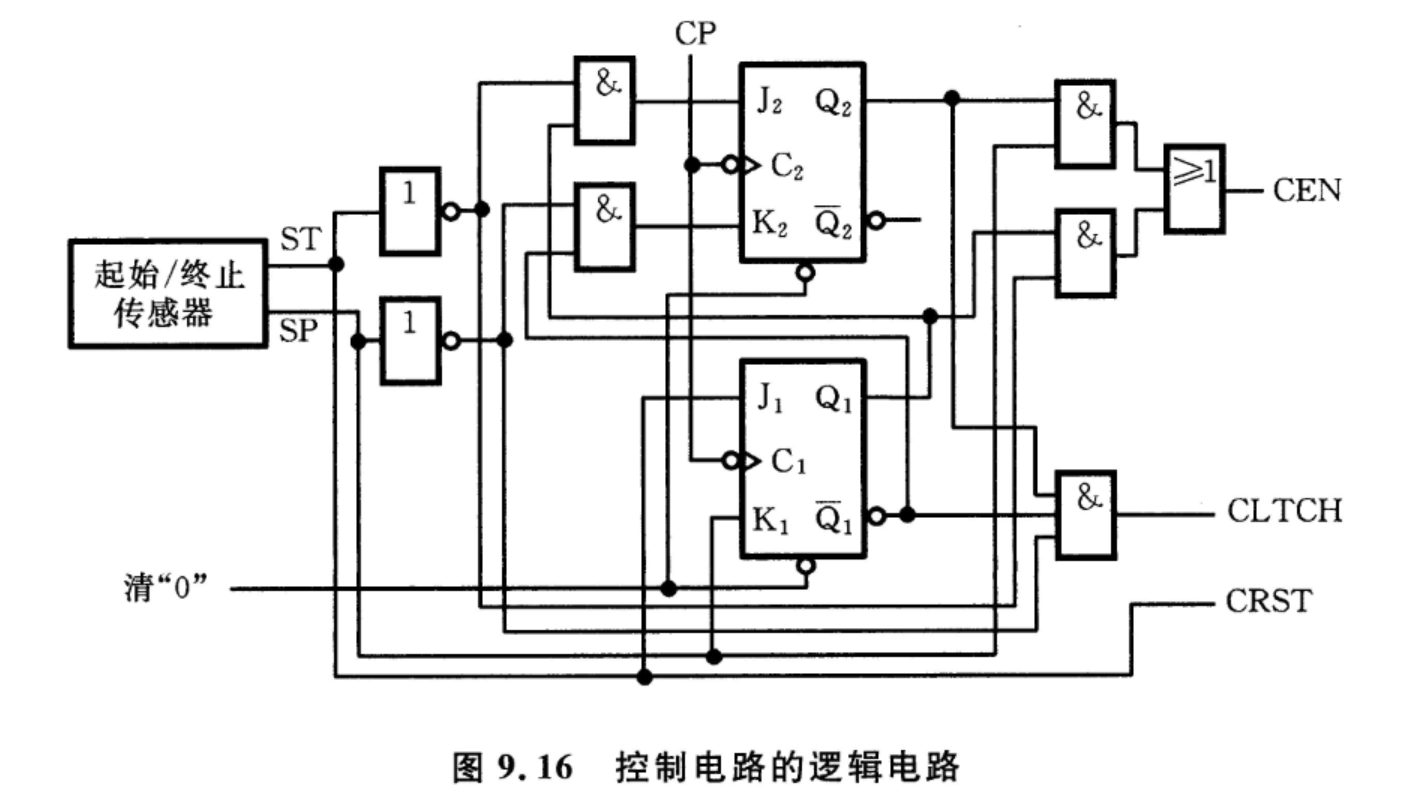 CP
& J₂ Q₂ &
1 & C₂ ≥1 CEN
K₂ Q̅₂ &
ST
起始/终止
传感器
SP 1
J₁ Q₁
C₁
K₁ Q̅₁ & CLTCH
清“0”
CRST
图 9.16 控制电路的逻辑电路